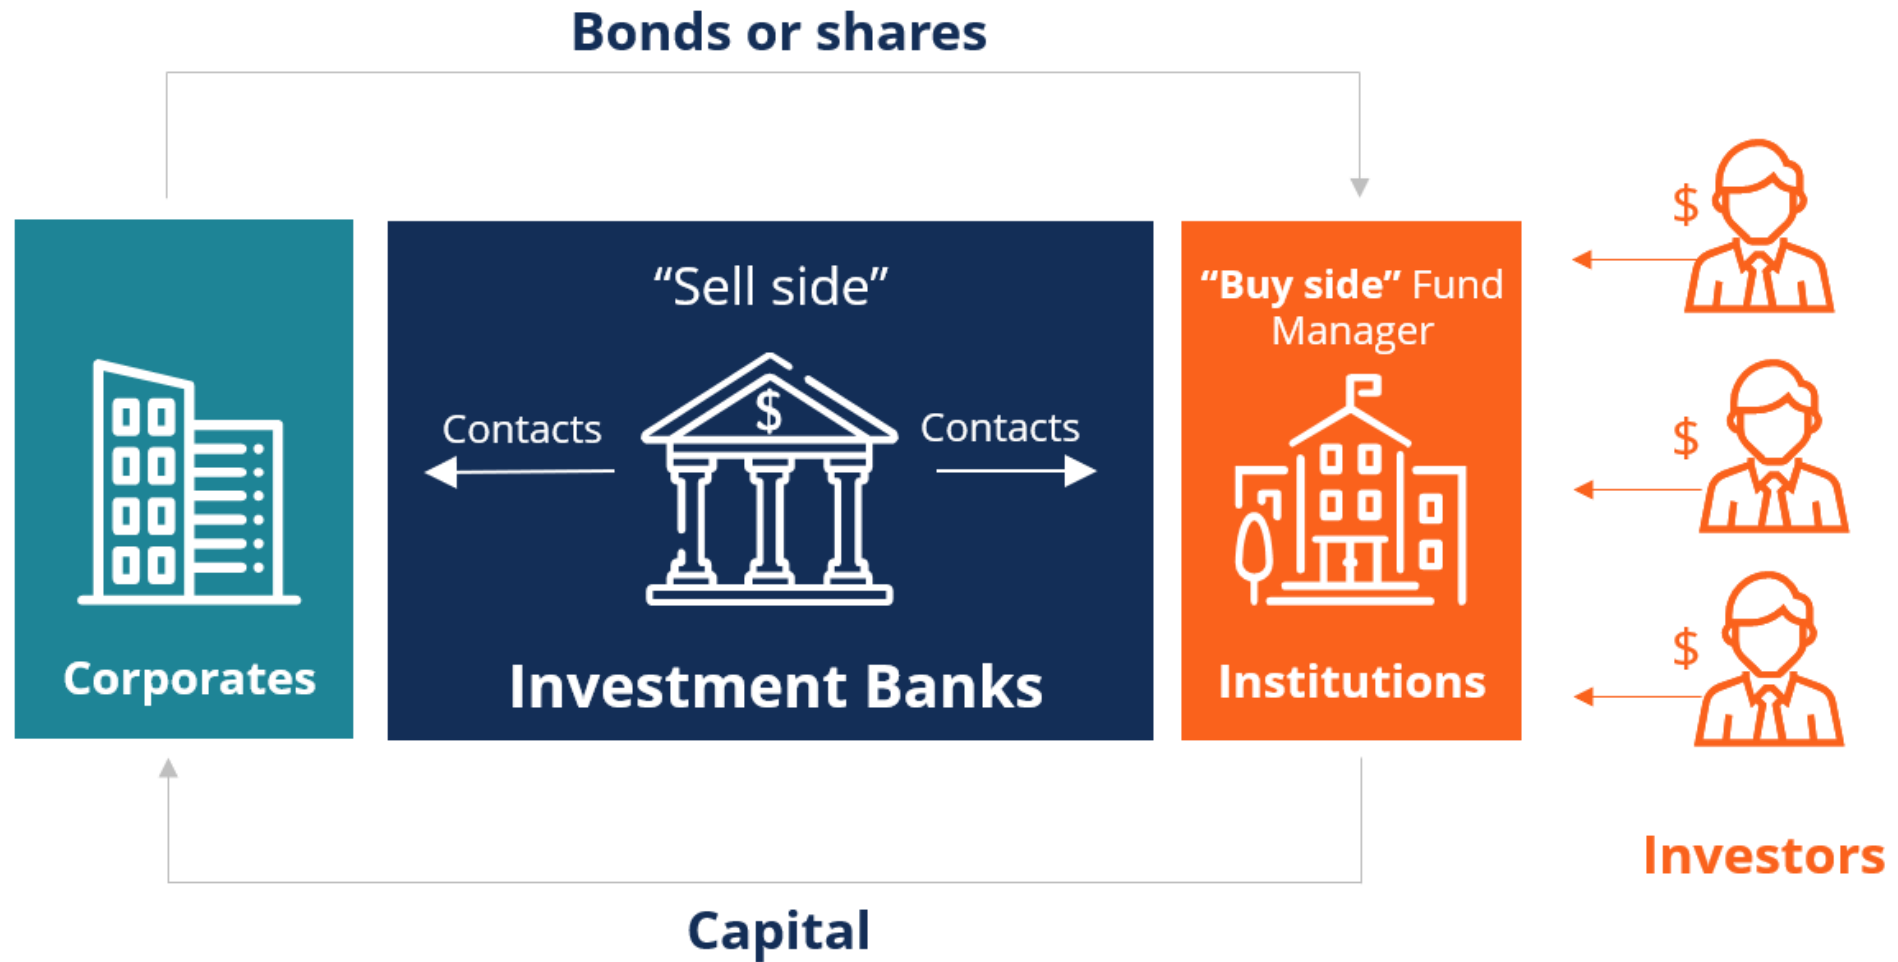 Bonds or shares
“Sell side”
“Buy side” Fund
Manager
$
Contacts
$
Contacts
$
$
Corporates
Investment Banks
Institutions
Investors
Capital